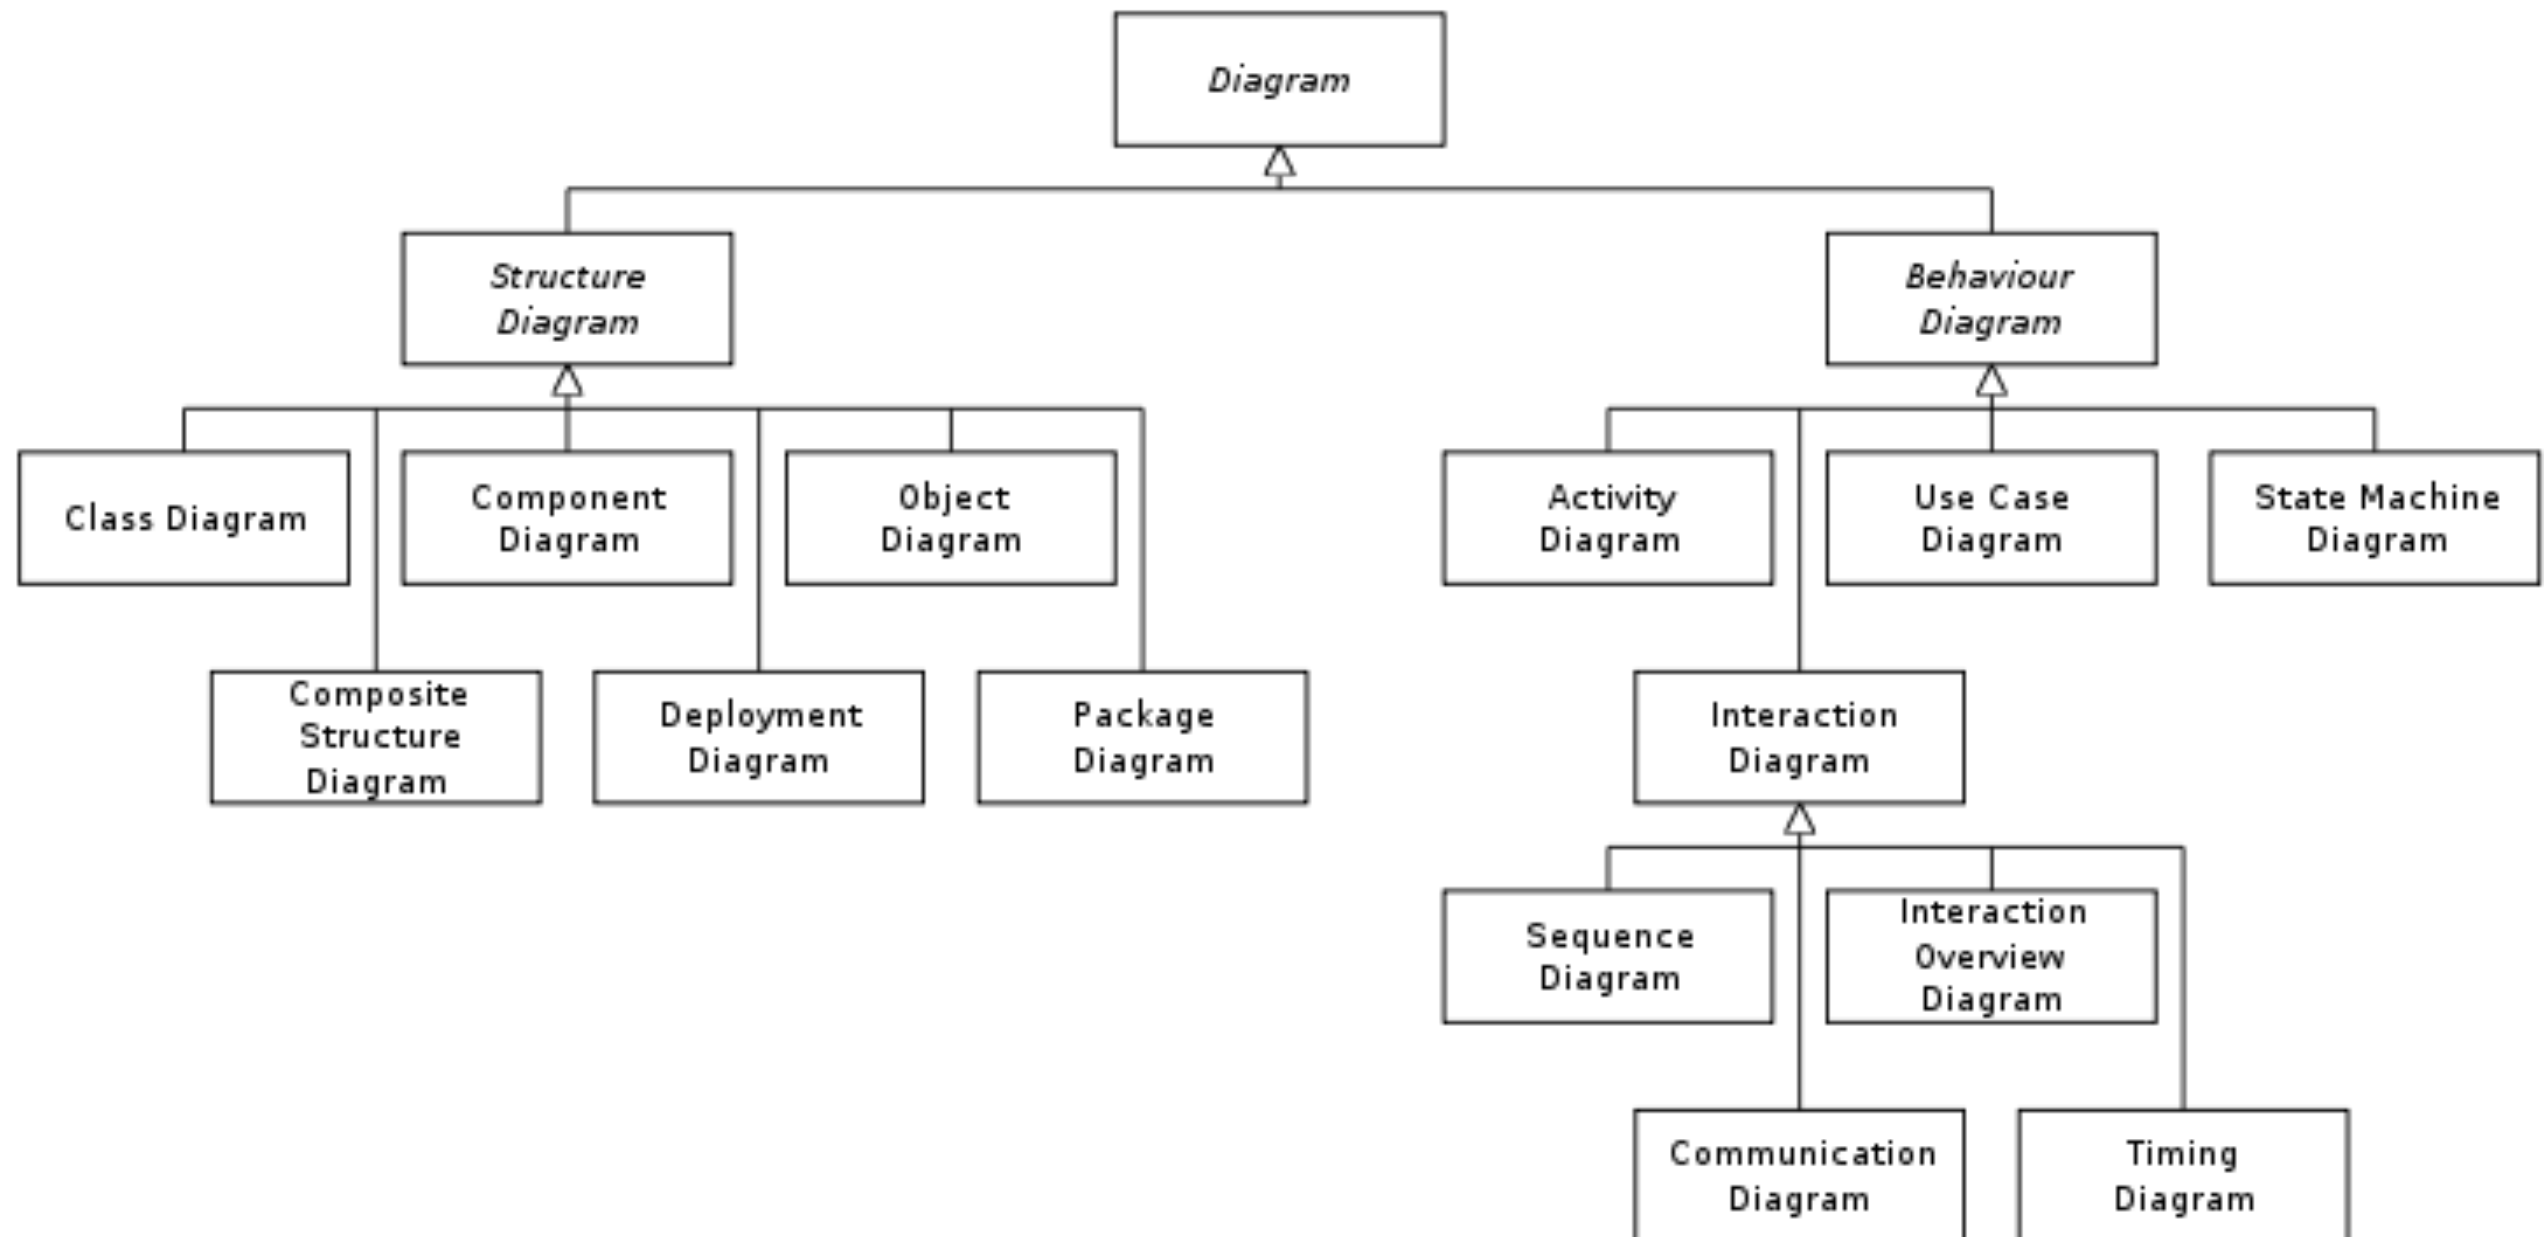 Diagram
Structure
Diagram
Behaviour
Diagram
Class Diagram
Component
Diagram
Object
Diagram
Activity
Diagram
Use Case
Diagram
State Machine
Diagram
Composite
Structure
Diagram
Deployment
Diagram
Package
Diagram
Interaction
Diagram
Sequence
Diagram
Interaction
Overview
Diagram
Communication
Diagram
Timing
Diagram